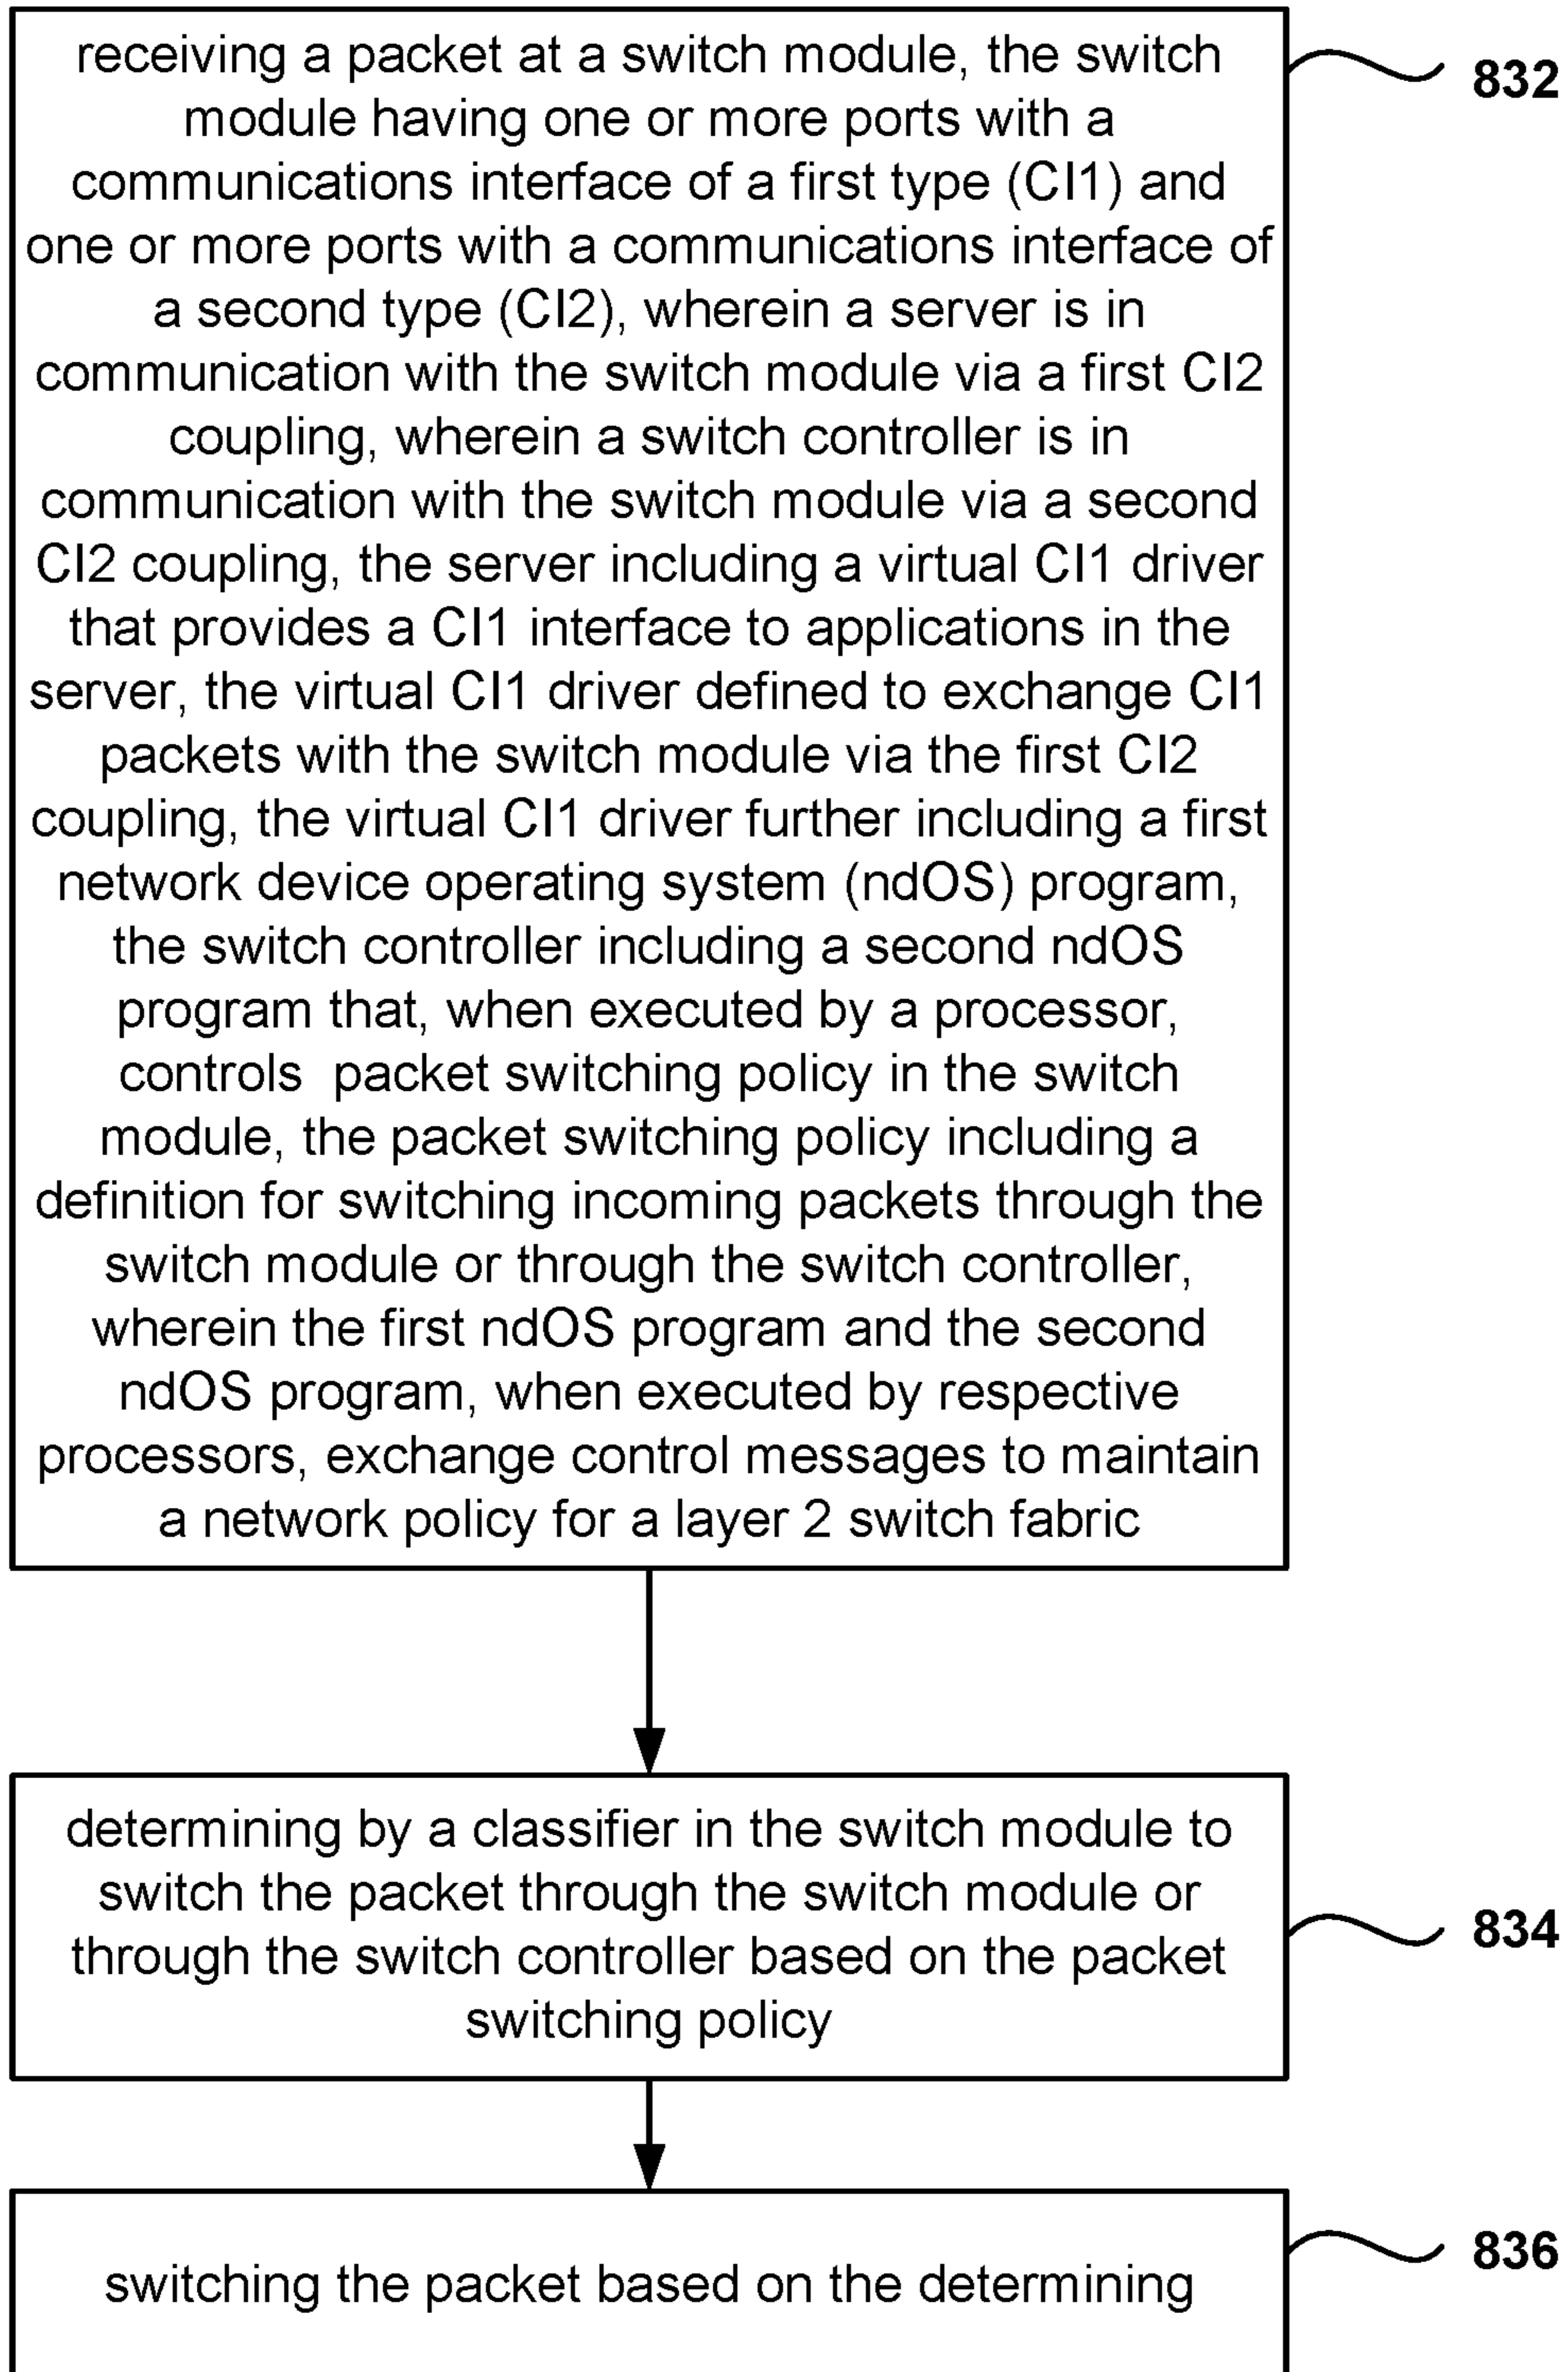 receiving a packet at a switch module, the switch
module having one or more ports with a
communications interface of a first type (CI1) and
one or more ports with a communications interface of
a second type (CI2), wherein a server is in
communication with the switch module via a first CI2
coupling, wherein a switch controller is in
communication with the switch module via a second
CI2 coupling, the server including a virtual CI1 driver
that provides a CI1 interface to applications in the
server, the virtual CI1 driver defined to exchange CI1
packets with the switch module via the first CI2
coupling, the virtual CI1 driver further including a first
network device operating system (ndOS) program,
the switch controller including a second ndOS
program that, when executed by a processor,
controls  packet switching policy in the switch
module, the packet switching policy including a
definition for switching incoming packets through the
switch module or through the switch controller,
wherein the first ndOS program and the second
ndOS program, when executed by respective
processors, exchange control messages to maintain
a network policy for a layer 2 switch fabric
832
determining by a classifier in the switch module to
switch the packet through the switch module or
through the switch controller based on the packet
switching policy
834
switching the packet based on the determining
836